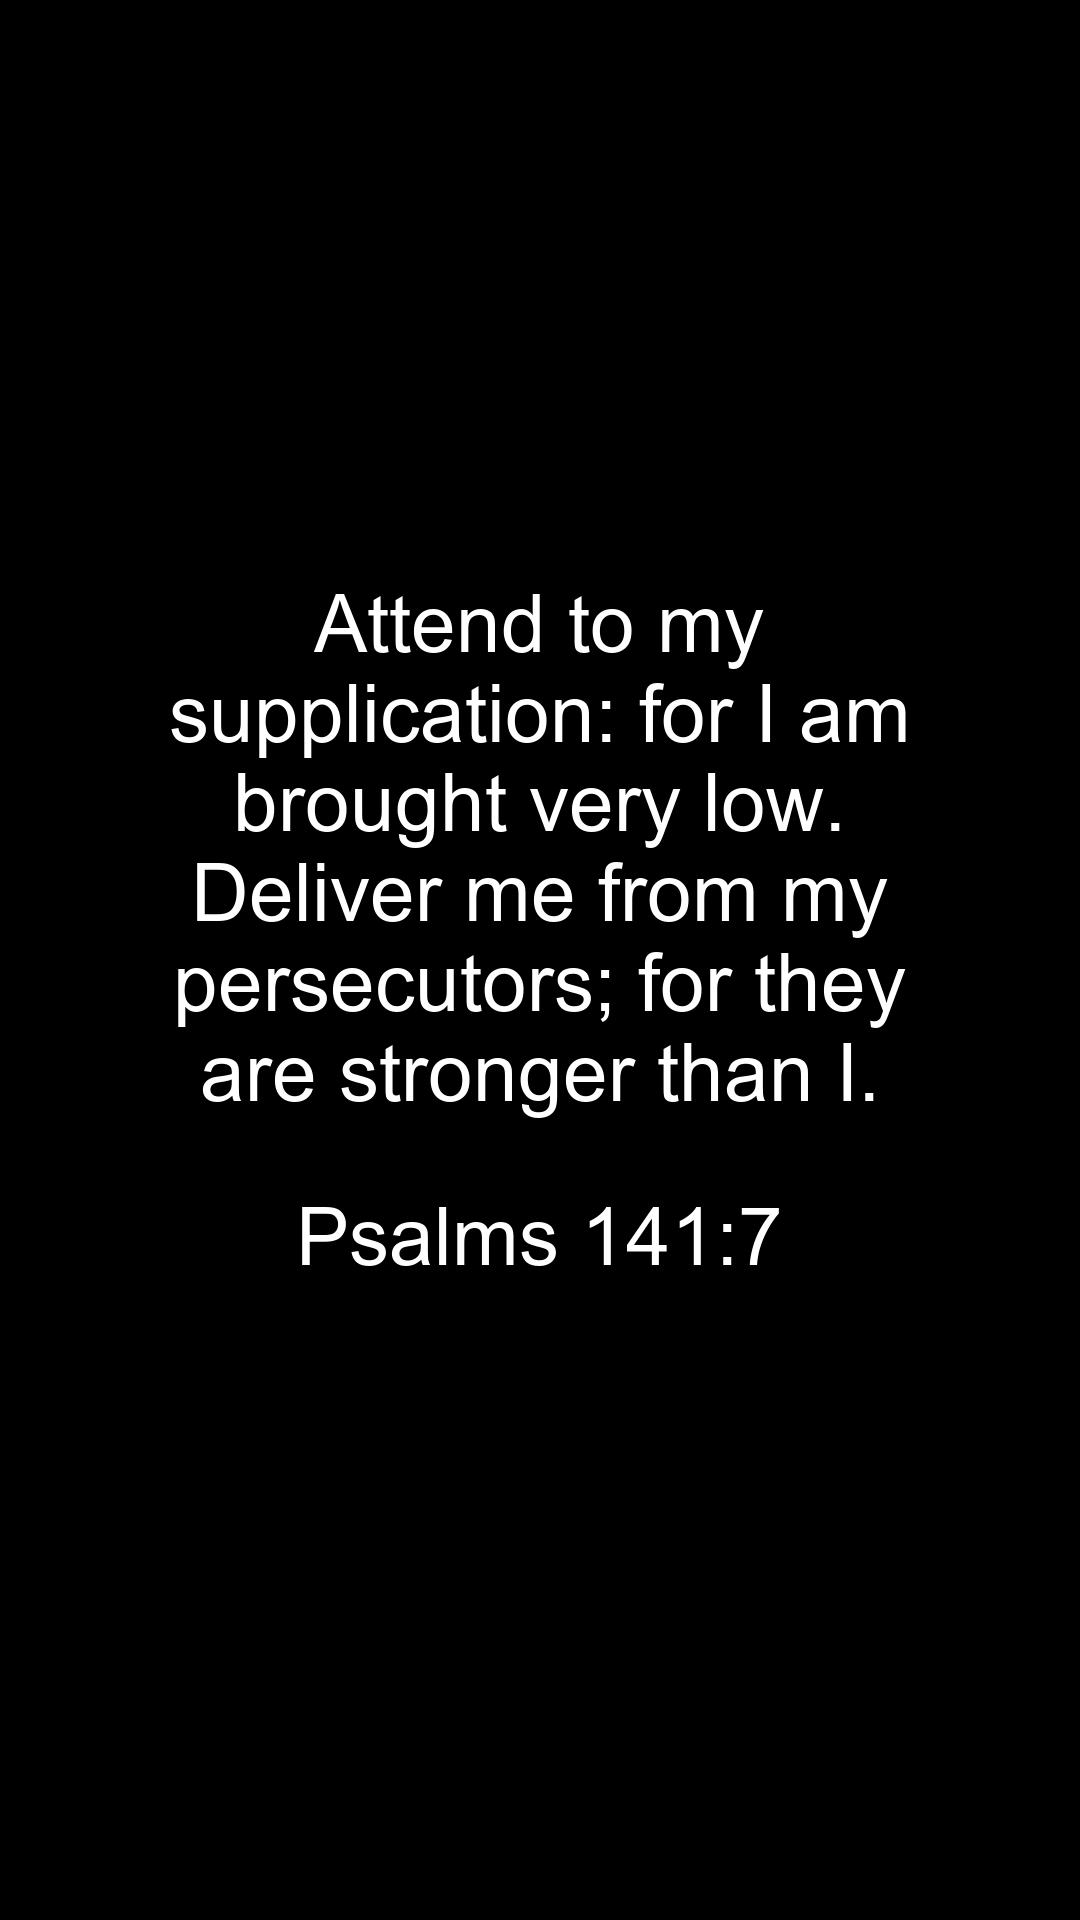 Attend to my
supplication: for I am
brought very low.
Deliver me from my
persecutors; for they
are stronger than I.
Psalms 141:7